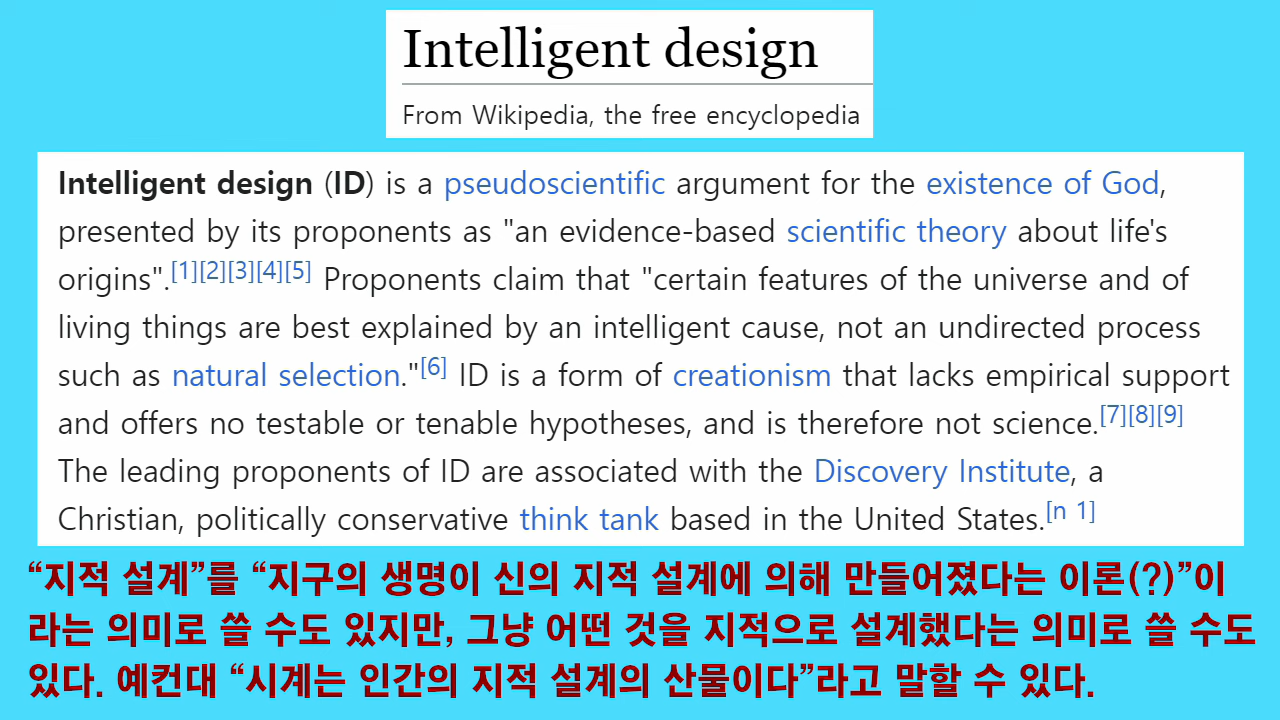 Intelligent design
From Wikipedia, the free encyclopedia
Intelligent design (ID) is a pseudoscientific argument for the existence of God,
presented by its proponents as "an evidence-based scientific theory about life's
origins".[1][2][3][4][5] Proponents claim that "certain features of the universe and of
living things are best explained by an intelligent cause, not an undirected process
such as natural selection."[6] ID is a form of creationism that lacks empirical support
and offers no testable or tenable hypotheses, and is therefore not science.[7][8][9]
The leading proponents of ID are associated with the Discovery Institute, a
Christian, politically conservative think tank based in the United States.[n 1]
“지적 설계”를 “지구의 생명이 신의 지적 설계에 의해 만들어졌다는 이론(?)”이
라는 의미로 쓸 수도 있지만, 그냥 어떤 것을 지적으로 설계했다는 의미로 쓸 수도
있다. 예컨대 “시계는 인간의 지적 설계의 산물이다”라고 말할 수 있다.